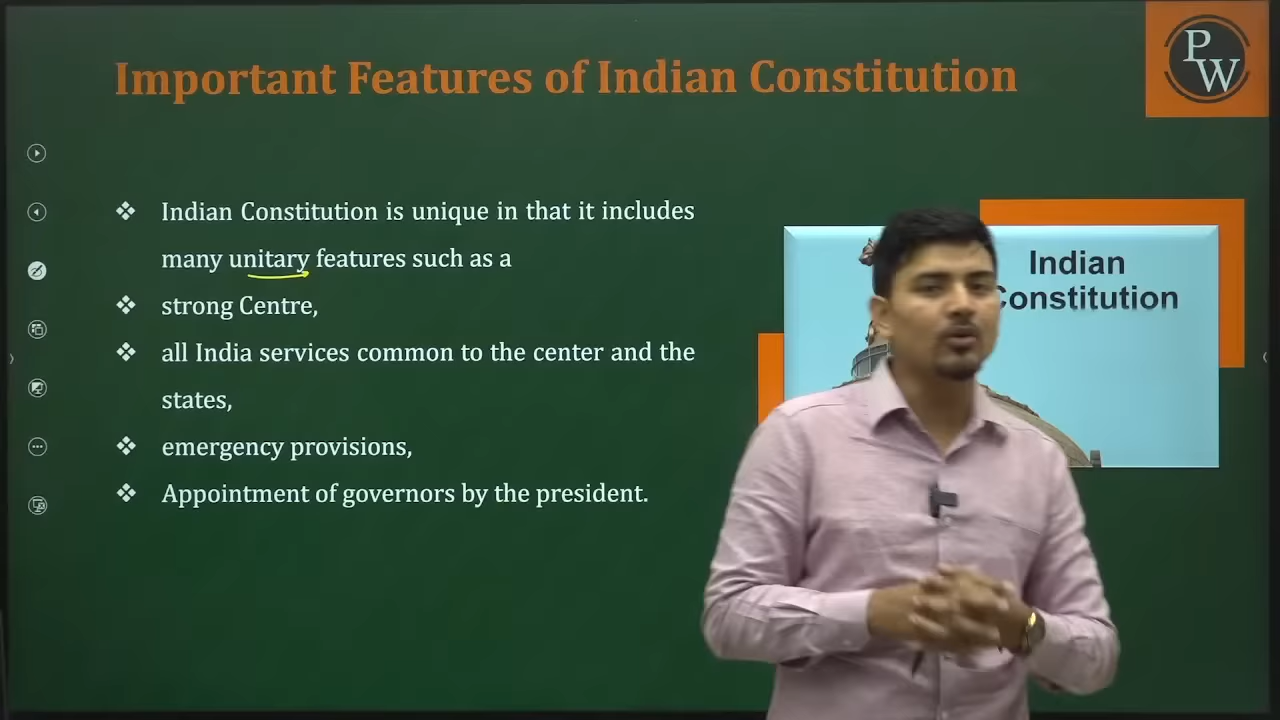 Important Features of Indian Constitution
PW
❖ Indian Constitution is unique in that it includes
many unitary features such as a
❖ strong Centre,
❖ all India services common to the center and the
states,
❖ emergency provisions,
❖ Appointment of governors by the president.
Indian
Constitution